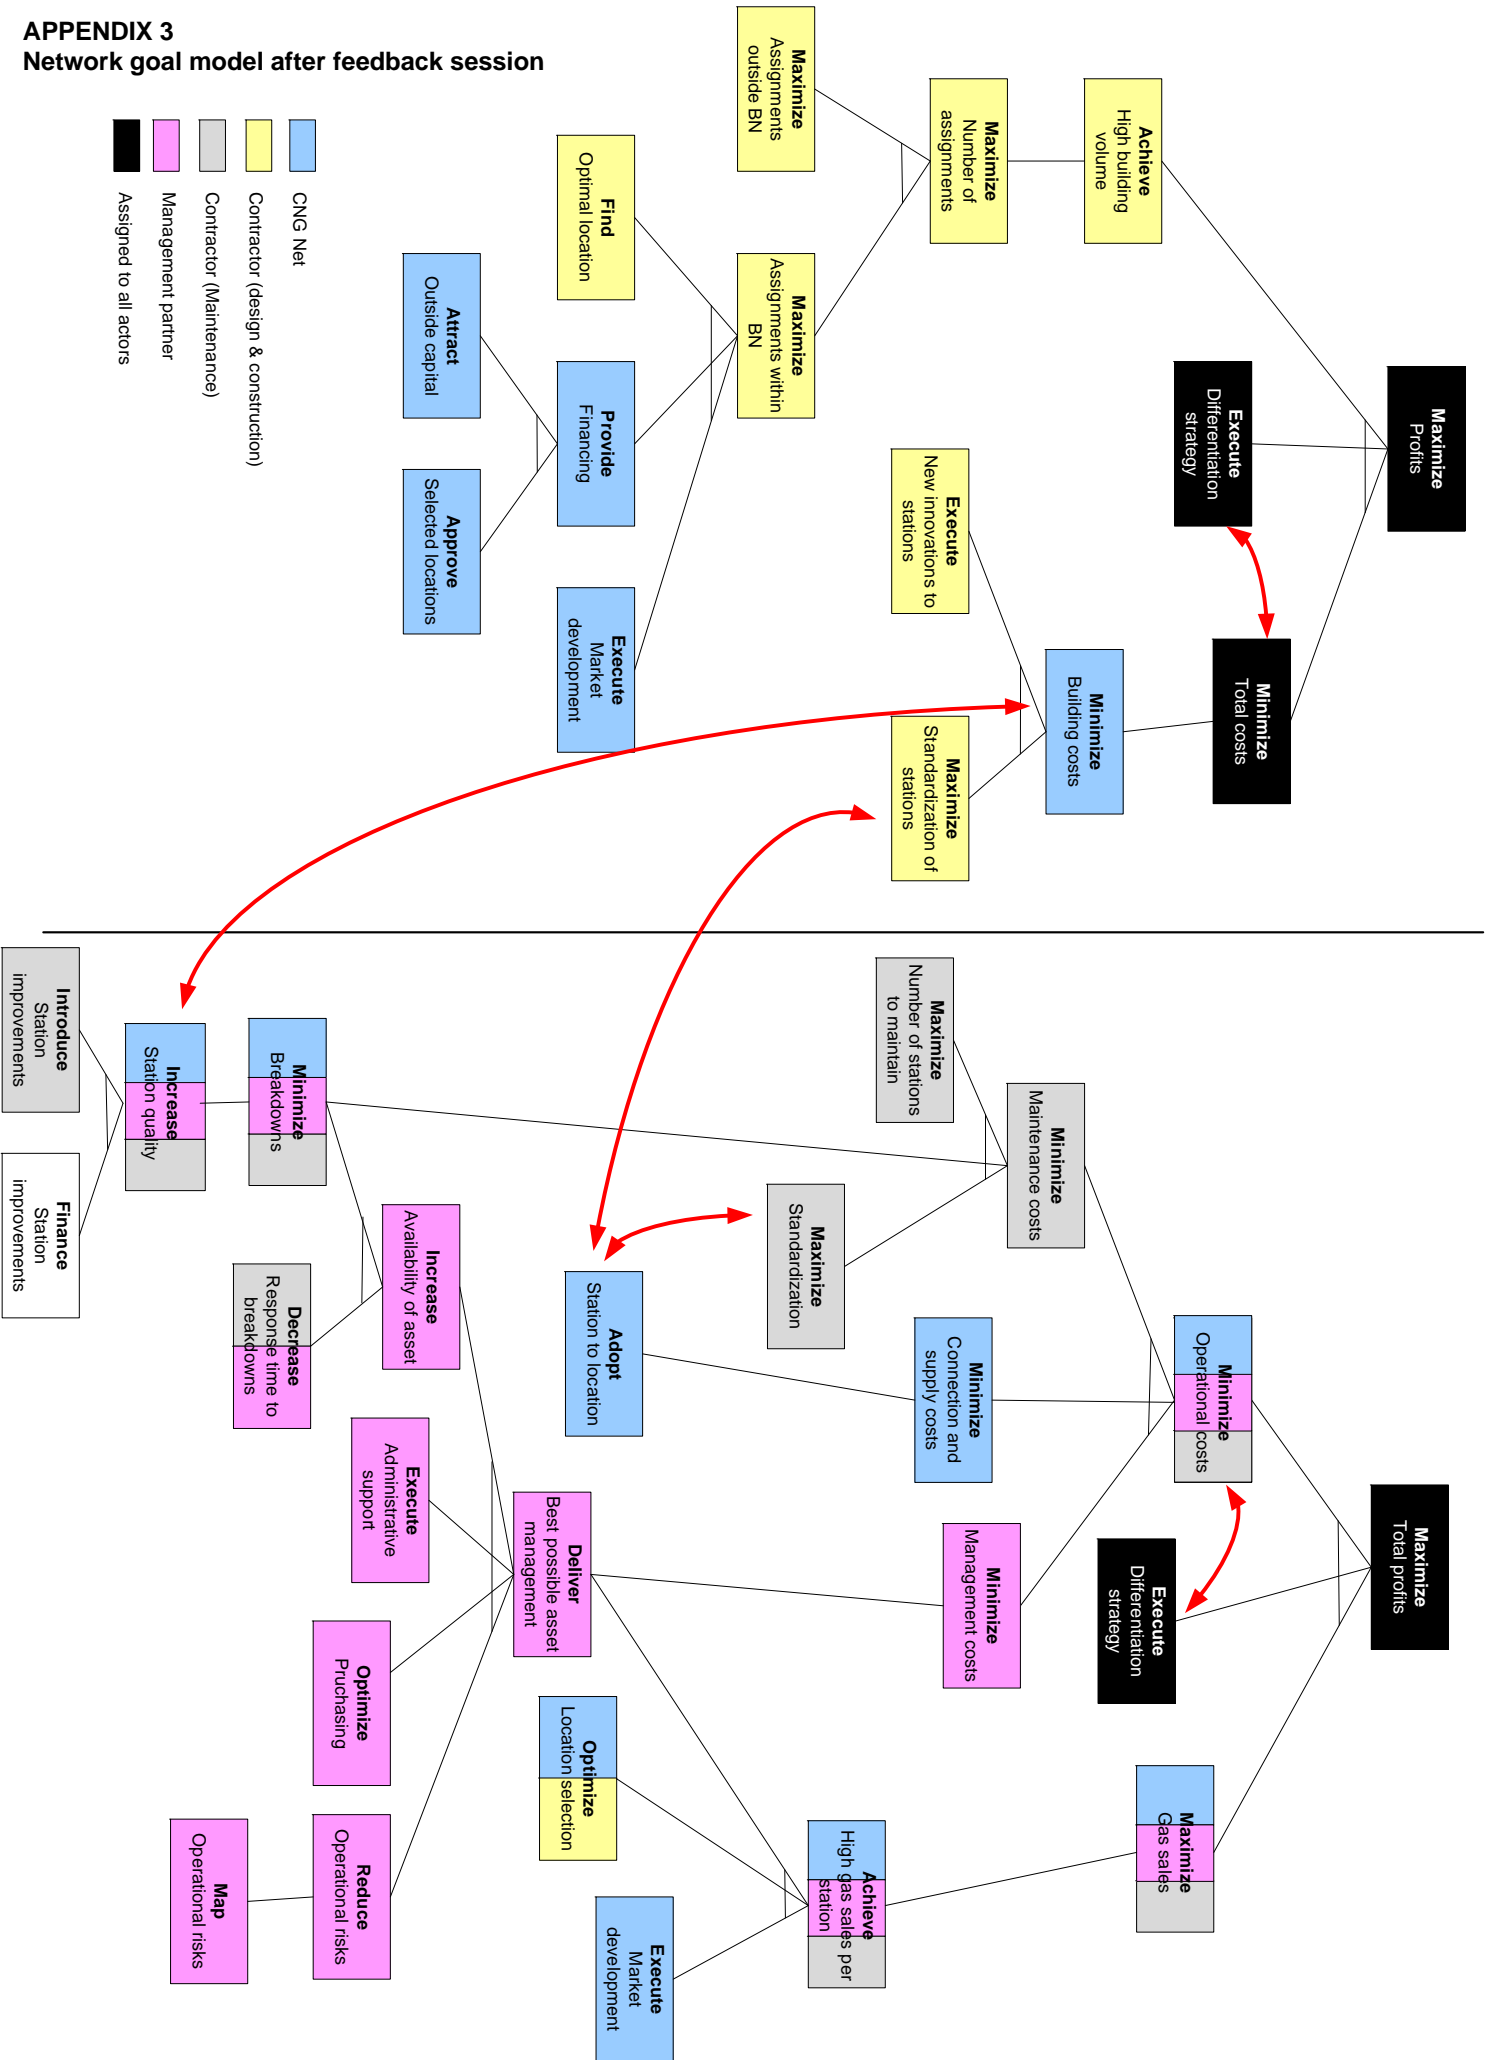 APPENDIX 3
Network goal model after feedback session
CNG Net
Contractor (design & construction)
Contractor (Maintenance)
Management partner
Assigned to all actors
Maximize
Profits
Achieve
High building
volume
Execute
Differentiation
strategy
Minimize
Total costs
Maximize
Number of
assignments
Minimize
Building costs
Maximize
Assignments
outside BN
Maximize
Assignments within
BN
Execute
New innovations to
stations
Maximize
Standardization of
stations
Find
Optimal location
Provide
Financing
Execute
Market
development
Attract
Outside capital
Approve
Selected locations
Maximize
Total profits
Minimize
Operational costs
Execute
Differentiation
strategy
Maximize
Gas sales
Minimize
Maintenance costs
Minimize
Connection and
supply costs
Minimize
Management costs
Maximize
Number of stations
to maintain
Maximize
Standardization
Achieve
High gas sales per
station
Adopt
Station to location
Deliver
Best possible asset
management
Optimize
Location selection
Execute
Market
development
Increase
Availability of asset
Execute
Administrative
support
Optimize
Pruchasing
Reduce
Operational risks
Minimize
Breakdowns
Decrease
Response time to
breakdowns
Map
Operational risks
Increase
Station quality
Introduce
Station
improvements
Finance
Station
improvements